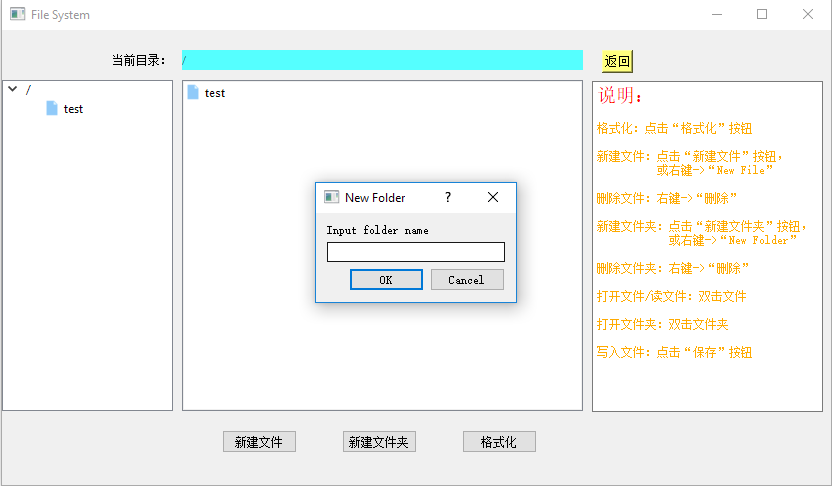 File System
当前目录：
/
返回
/
test
test
New Folder
?
Input folder name
OK
Cancel
说明：
格式化：点击“格式化”按钮
新建文件：点击“新建文件”按钮，
或右键->“New File”
删除文件：右键->“删除”
新建文件夹：点击“新建文件夹”按钮，
或右键->“New Folder”
删除文件夹：右键->“删除”
打开文件/读文件：双击文件
打开文件夹：双击文件夹
写入文件：点击“保存”按钮
新建文件
新建文件夹
格式化